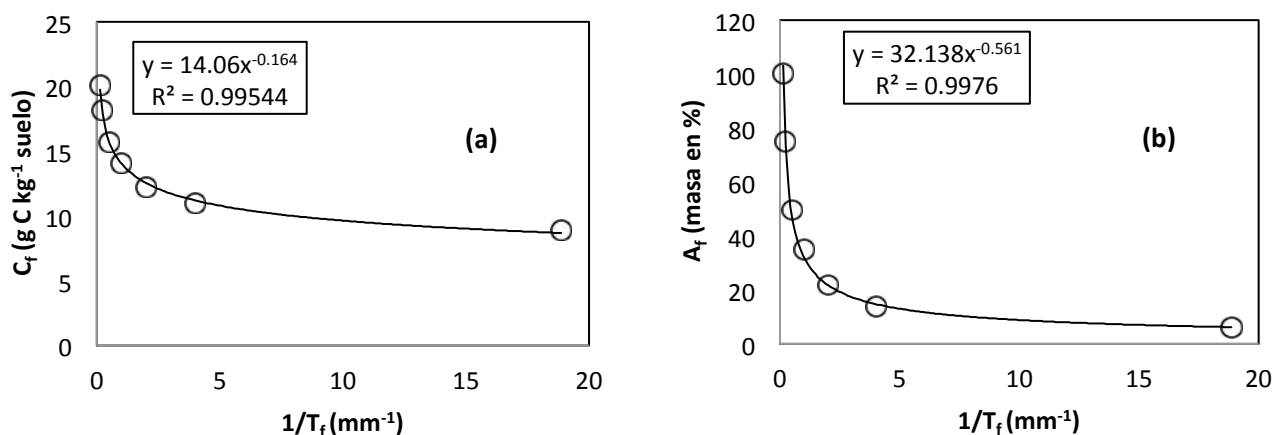 25
20
15
10
5
0
C_f (g C kg⁻¹ suelo)
y = 14.06x^-0.164
R² = 0.99544
(a)
0 5 10 15 20
1/T_f (mm⁻¹)
120
100
80
60
40
20
0
A_f (masa en %)
y = 32.138x^-0.561
R² = 0.9976
(b)
0 5 10 15 20
1/T_f (mm⁻¹)